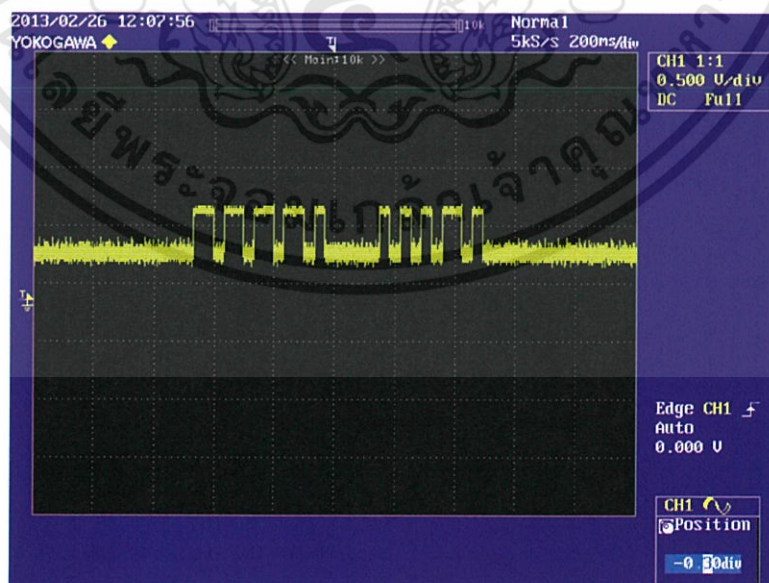 2013/02/26 12:07:56
10k
Normal
YOKOGAWA
5kS/s 200ms/div
<< Main:10k >>
CH1 1:1
0.500 V/div
DC Full
T
Edge CH1
Auto
0.000 V
CH1
Position
-0.30div